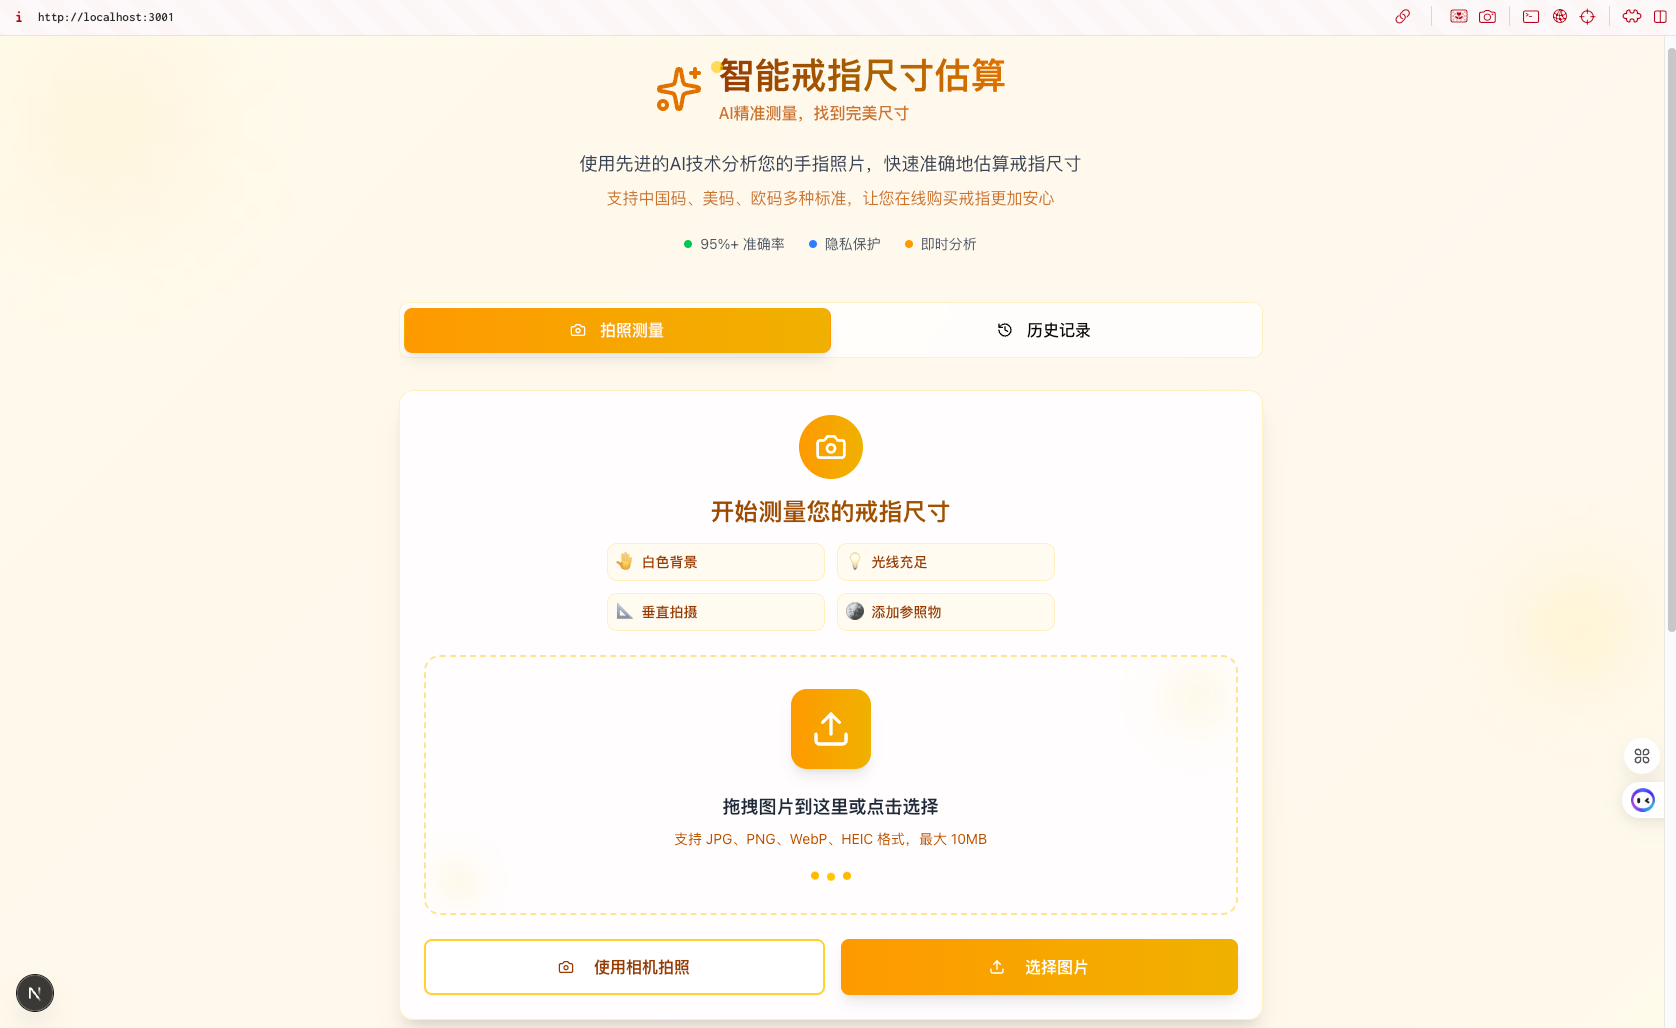 i http://localhost:3001
智能戒指尺寸估算
AI精准测量，找到完美尺寸
使用先进的AI技术分析您的手指照片，快速准确地估算戒指尺寸
支持中国码、美码、欧码多种标准，让您在线购买戒指更加安心
95%+ 准确率 隐私保护 即时分析
拍照测量 历史记录
开始测量您的戒指尺寸
白色背景 光线充足
垂直拍摄 添加参照物
拖拽图片到这里或点击选择
支持 JPG、PNG、WebP、HEIC 格式，最大 10MB
使用相机拍照 选择图片
N